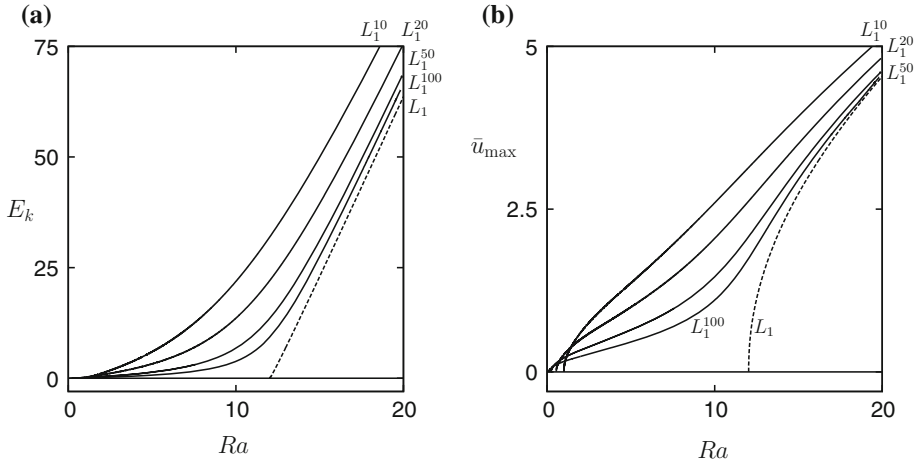 (a)
L_1^{10} L_1^{20}
75
L_1^{50}
L_1^{100}
L_1
50
E_k
25
0
0 10 20
Ra
(b)
L_1^{10}
L_1^{20}
5
L_1^{50}
ū_max
2.5
L_1^{100} L_1
0
0 10 20
Ra